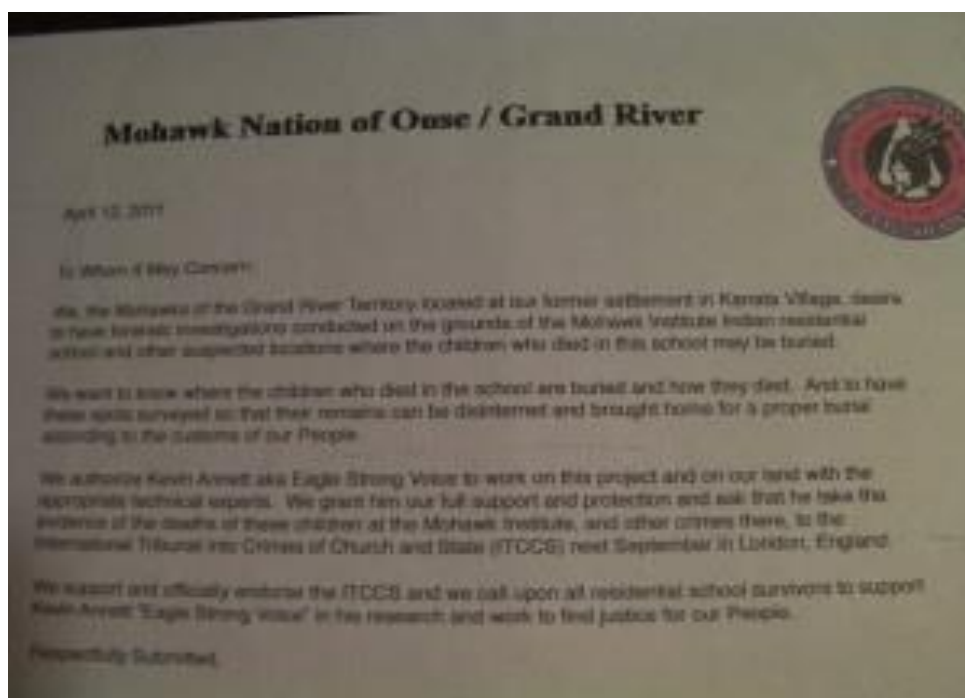 Mohawk Nation of Ouse / Grand River
April 12, 2011
To Whom It May Concern:
We, the Mohawks of the Grand River Territory located at our former settlement in Kanata Village, desire
to have forensic investigations conducted on the grounds of the Mohawk Institute Indian residential
school and other suspected locations where the children who died in this school may be buried.
We want to know where the children who died in the school are buried and how they died. And to have
these spots surveyed so that their remains can be disinterred and brought home for a proper burial
according to the customs of our People.
We authorize Kevin Annett aka Eagle Strong Voice to work on this project and on our land with the
appropriate technical experts. We grant him our full support and protection and ask that he take the
evidence of the deaths of these children at the Mohawk Institute, and other crimes there, to the
International Tribunal into Crimes of Church and State (ITCCS) next September in London, England.
We support and officially endorse the ITCCS and we call upon all residential school survivors to support
Kevin Annett "Eagle Strong Voice" in his research and work to find justice for our People.
Respectfully Submitted,